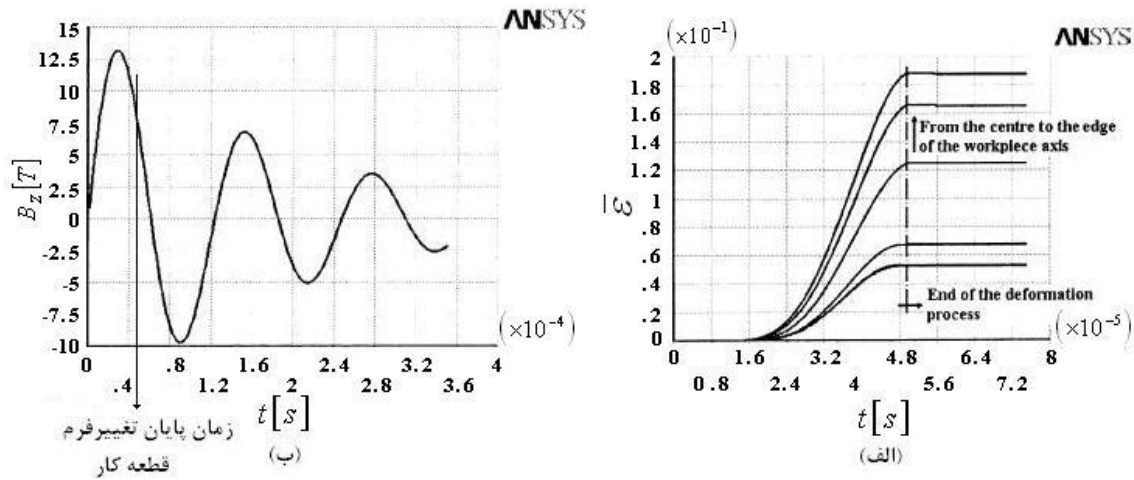 ANSYS
15
12.5
10
7.5
5
2.5
0
-2.5
-5
-7.5
-10
B_Z [T]
0 .8 1.6 2.4 3.2 4
.4 1.2 2 2.8 3.6
(×10⁻⁴)
t[s]
زمان پایان تغییرفرم
قطعه کار
(ب)
ANSYS
(×10⁻¹)
2
1.8
1.6
1.4
1.2
1
.8
.6
.4
.2
0
ε̅
From the centre to the edge
of the workpiece axis
End of the deformation
process
0 1.6 3.2 4.8 6.4 8
0.8 2.4 4 5.6 7.2
(×10⁻⁵)
t[s]
(الف)